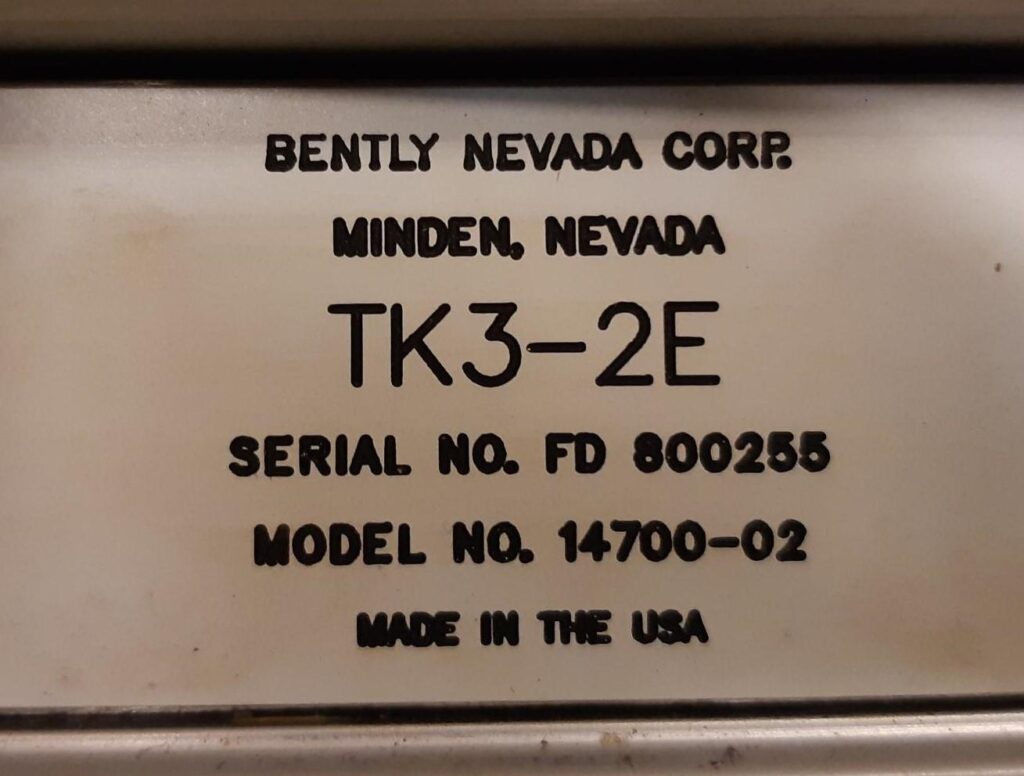 BENTLY NEVADA CORP.
MINDEN, NEVADA
TK3-2E
SERIAL NO. FD 800255
MODEL NO. 14700-02
MADE IN THE USA